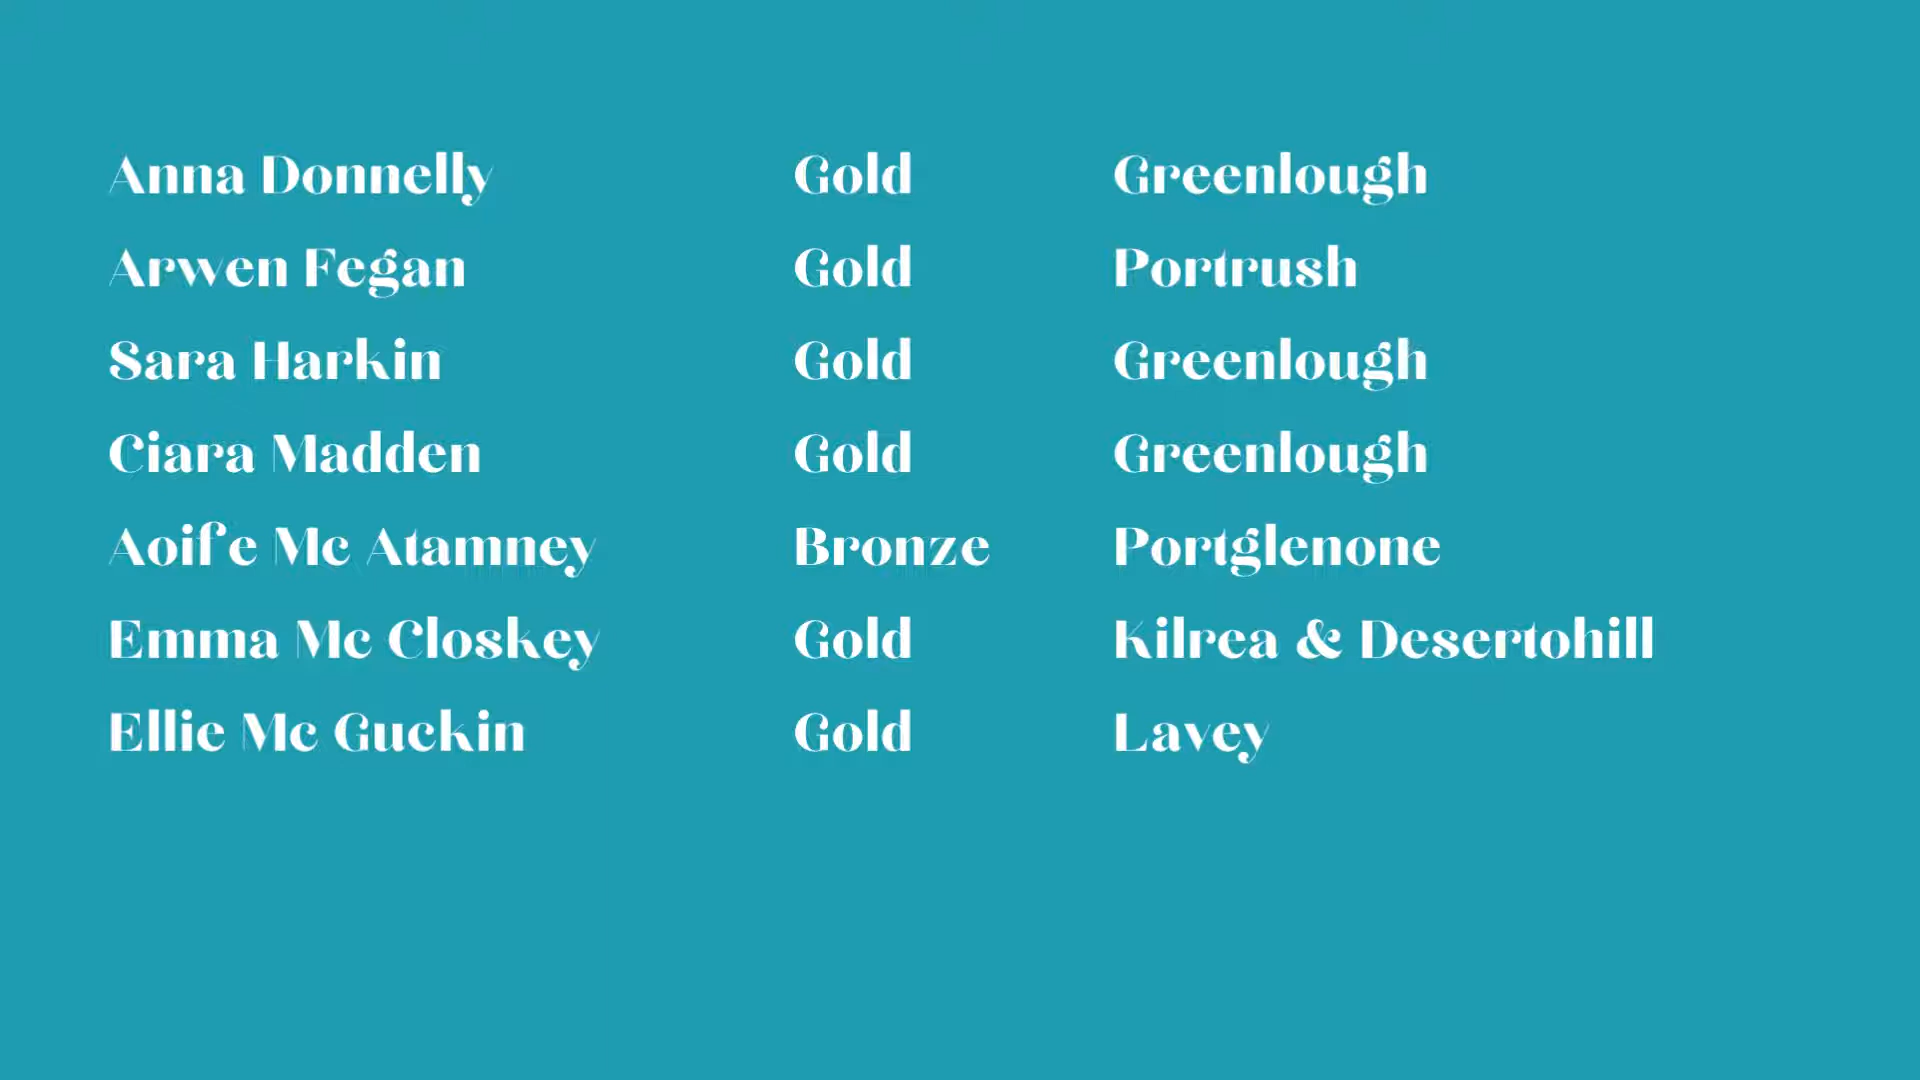 Anna Donnelly Gold Greenlough
Arwen Fegan Gold Portrush
Sara Harkin Gold Greenlough
Ciara Madden Gold Greenlough
Aoife Mc Atamney Bronze Portglenone
Emma Mc Closkey Gold Kilrea & Desertohill
Ellie Mc Guckin Gold Lavey